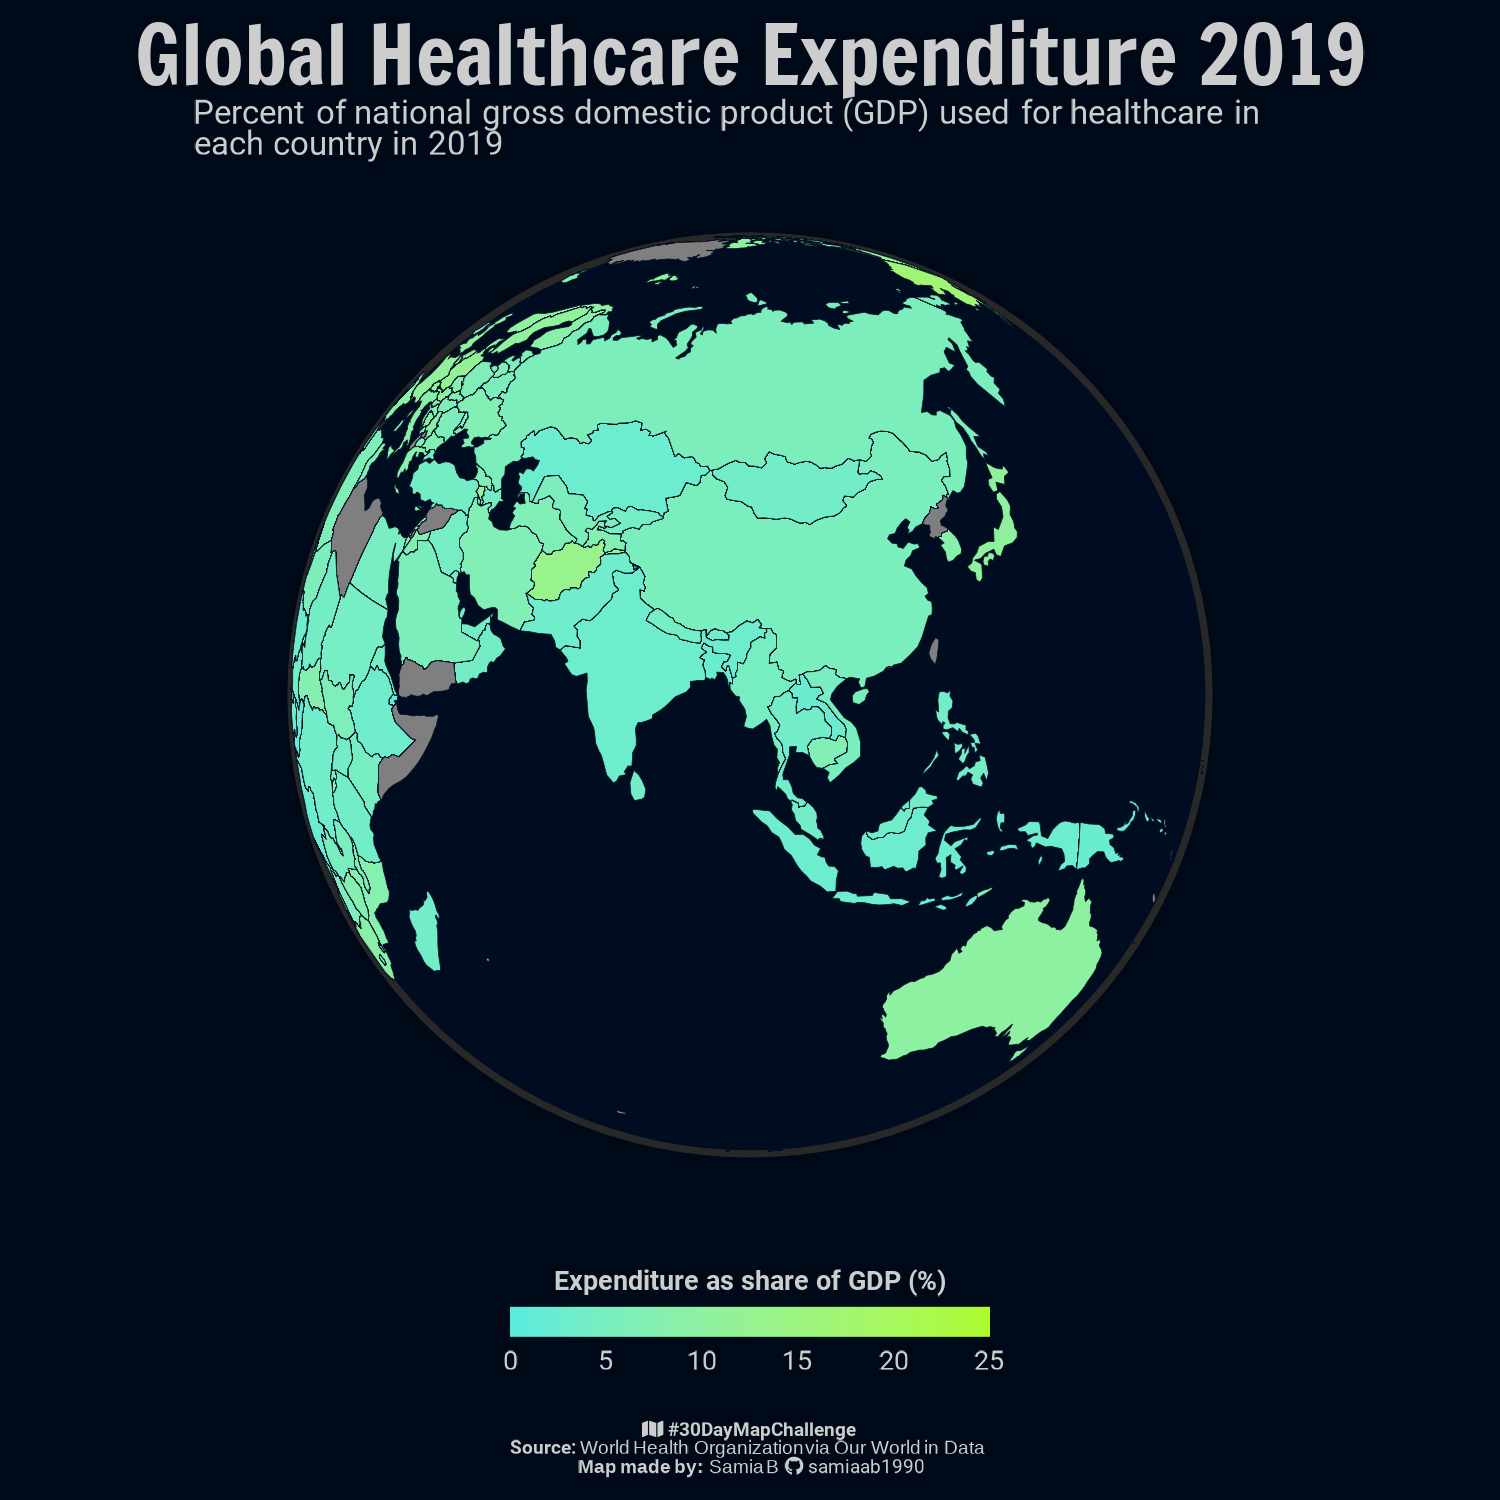 Global Healthcare Expenditure 2019
Percent of national gross domestic product (GDP) used for healthcare in
each country in 2019
Expenditure as share of GDP (%)
0 5 10 15 20 25
#30DayMapChallenge
Source: World Health Organization via Our World in Data
Map made by: Samia B samiaab1990